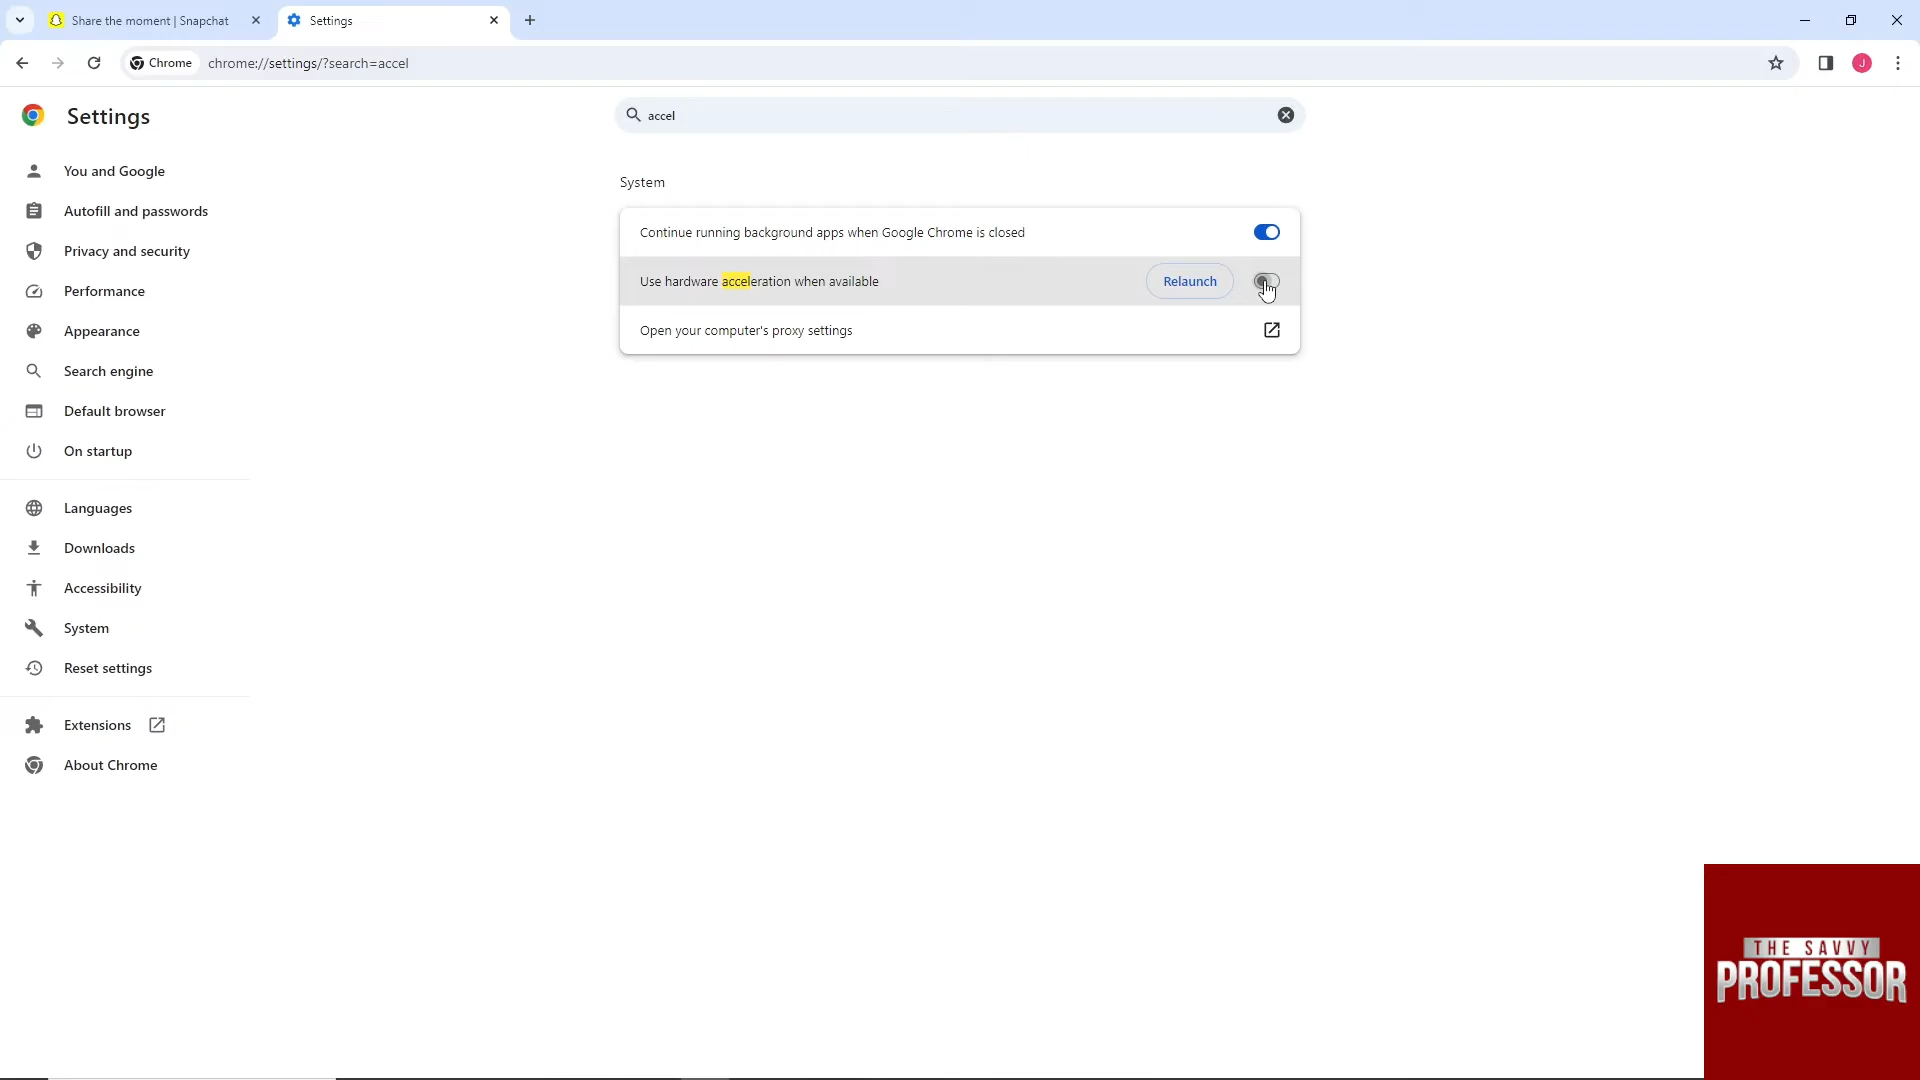 Share the moment | Snapchat
Settings
Chrome
chrome://settings/?search=accel
J
Settings
accel
You and Google
Autofill and passwords
Privacy and security
Performance
Appearance
Search engine
Default browser
On startup
Languages
Downloads
Accessibility
System
Reset settings
Extensions
About Chrome
System
Continue running background apps when Google Chrome is closed
Use hardware acceleration when available
Relaunch
Open your computer's proxy settings
THE SAVVY
PROFESSOR